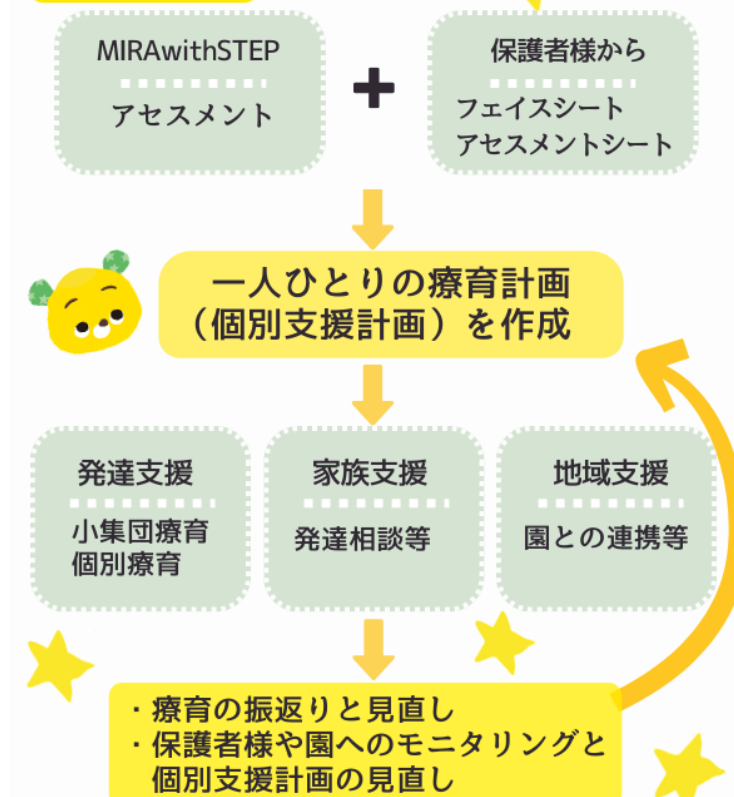 MIRAwithSTEP
アセスメント
+
保護者様から
フェイスシート
アセスメントシート
一人ひとりの療育計画
（個別支援計画）を作成
発達支援
小集団療育
個別療育
家族支援
発達相談等
地域支援
園との連携等
・療育の振返りと見直し
・保護者様や園へのモニタリングと
個別支援計画の見直し